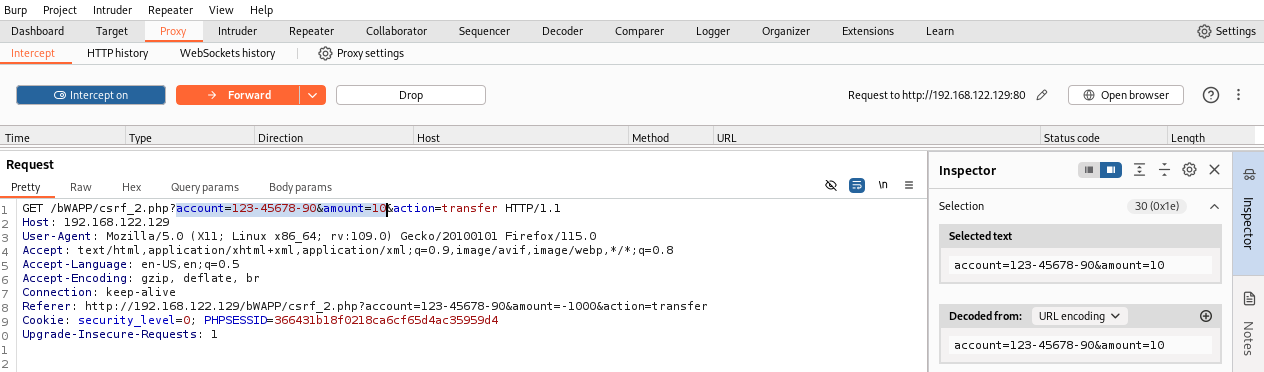 Burp Project Intruder Repeater View Help
Dashboard Target Proxy Intruder Repeater Collaborator Sequencer Decoder Comparer Logger Organizer Extensions Learn Settings
Intercept HTTP history WebSockets history Proxy settings
Intercept on Forward Drop Request to http://192.168.122.129:80 Open browser
Time Type Direction Host Method URL Status code Length
Request
Pretty Raw Hex Query params Body params \n
1 GET /bWAPP/csrf_2.php?account=123-45678-90&amount=10&action=transfer HTTP/1.1
2 Host: 192.168.122.129
3 User-Agent: Mozilla/5.0 (X11; Linux x86_64; rv:109.0) Gecko/20100101 Firefox/115.0
4 Accept: text/html,application/xhtml+xml,application/xml;q=0.9,image/avif,image/webp,*/*;q=0.8
5 Accept-Language: en-US,en;q=0.5
6 Accept-Encoding: gzip, deflate, br
7 Connection: keep-alive
8 Referer: http://192.168.122.129/bWAPP/csrf_2.php?account=123-45678-90&amount=-1000&action=transfer
9 Cookie: security_level=0; PHPSESSID=366431b18f0218ca6cf65d4ac35959d4
0 Upgrade-Insecure-Requests: 1
1
2
Inspector
Selection 30 (0x1e)
Selected text
account=123-45678-90&amount=10
Decoded from: URL encoding
account=123-45678-90&amount=10
Inspector
Notes